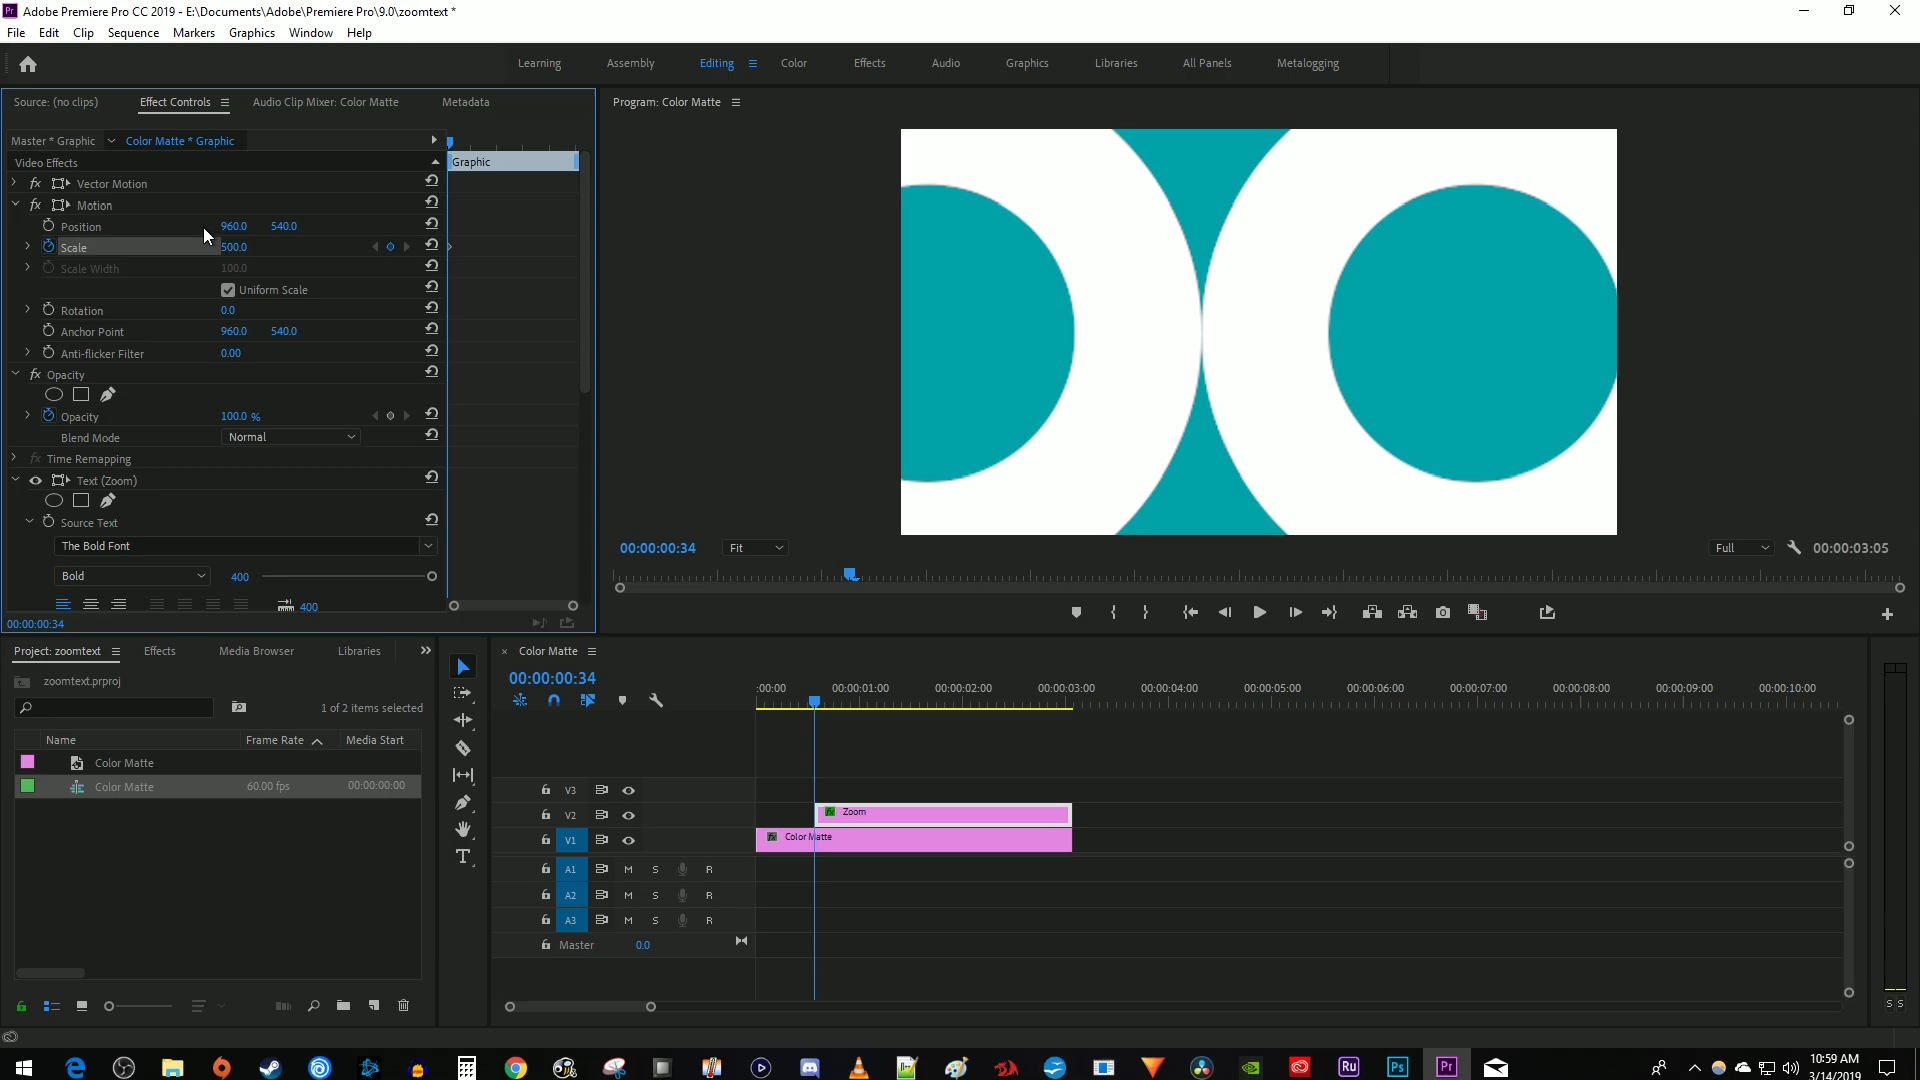 Adobe Premiere Pro CC 2019 - E:\Documents\Adobe\Premiere Pro\9.0\zoomtext *
File Edit Clip Sequence Markers Graphics Window Help
Learning Assembly Editing Color Effects Audio Graphics Libraries All Panels Metalogging
Source: (no clips) Effect Controls Audio Clip Mixer: Color Matte Metadata
Program: Color Matte
Master * Graphic Color Matte * Graphic
Video Effects Graphic
fx Vector Motion
fx Motion
Position 960.0 540.0
Scale 500.0
Scale Width 100.0
Uniform Scale
Rotation 0.0
Anchor Point 960.0 540.0
Anti-flicker Filter 0.00
fx Opacity
Opacity 100.0 %
Blend Mode Normal
fx Time Remapping
Text (Zoom)
Source Text
The Bold Font
Bold 400
400
00:00:00:34
00:00:00:34 Fit Full 00:00:03:05
Project: zoomtext Effects Media Browser Libraries
zoomtext.prproj
1 of 2 items selected
Name Frame Rate Media Start
Color Matte
Color Matte 60.00 fps 00:00:00:00
Color Matte
00:00:00:34
:00:00 00:00:01:00 00:00:02:00 00:00:03:00 00:00:04:00 00:00:05:00 00:00:06:00 00:00:07:00 00:00:08:00 00:00:09:00 00:00:10:00
V3
V2 fx Zoom
V1 fx Color Matte
A1 M S R
A2 M S R
A3 M S R
Master 0.0
S S
Ru Ps Pr
10:59 AM
3/14/2019